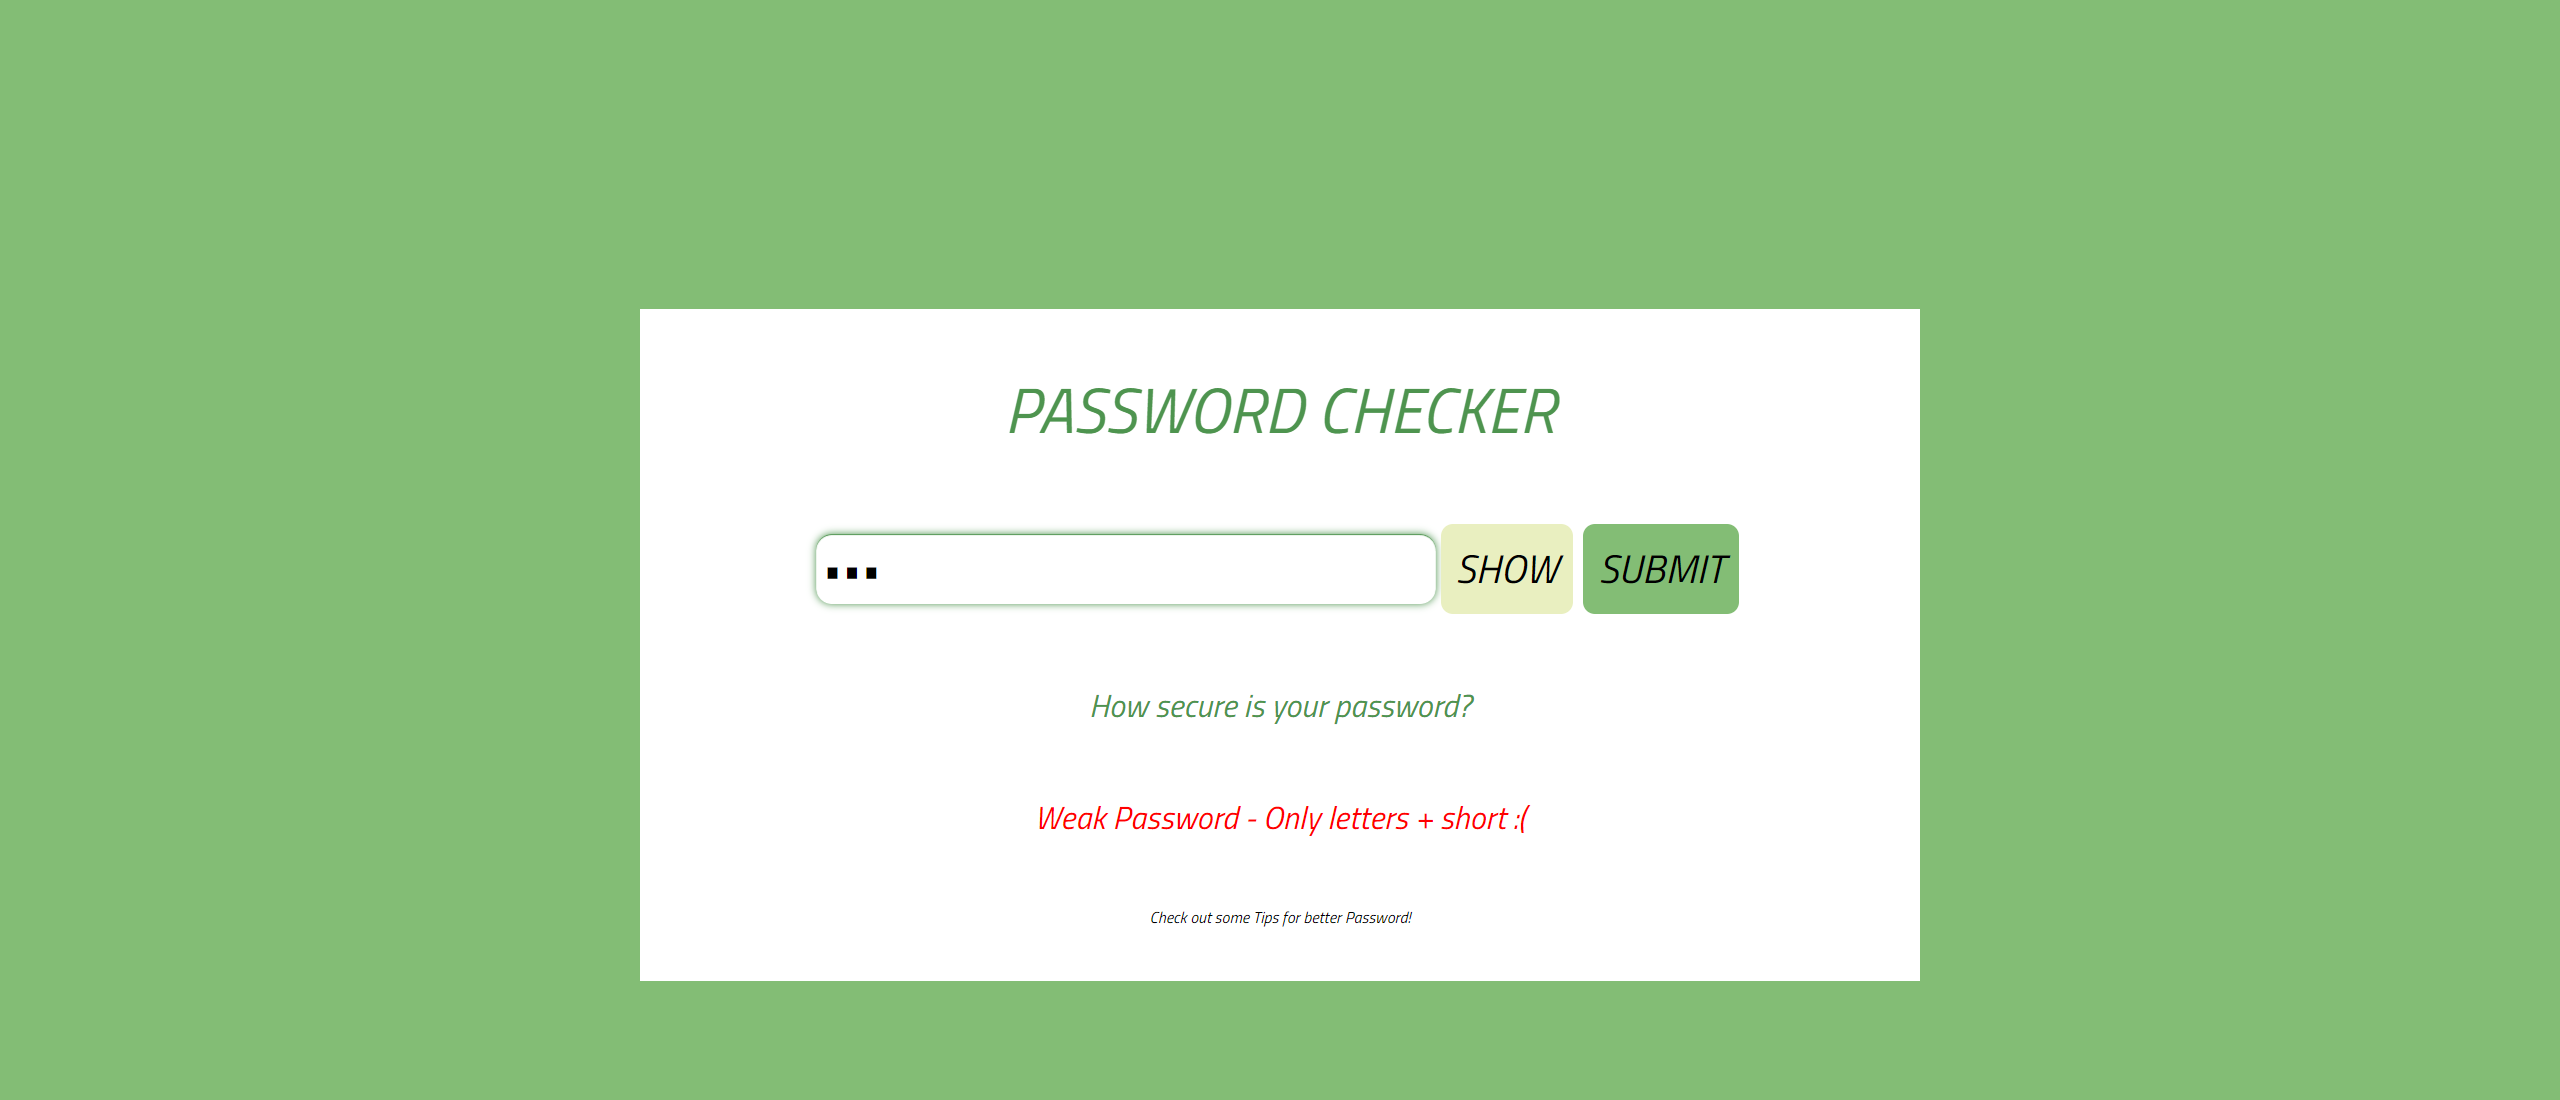 PASSWORD CHECKER
SHOW SUBMIT
How secure is your password?
Weak Password - Only letters + short :(
Check out some Tips for better Password!